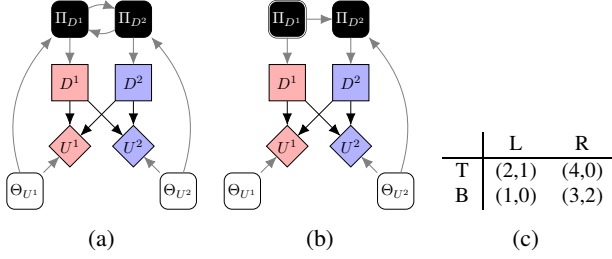 Π_{D^1} Π_{D^2} Π_{D^1} Π_{D^2}
D^1 D^2 D^1 D^2
U^1 U^2 U^1 U^2
L R
T (2,1) (4,0)
Θ_{U^1} Θ_{U^2} Θ_{U^1} Θ_{U^2} B (1,0) (3,2)
(a) (b) (c)